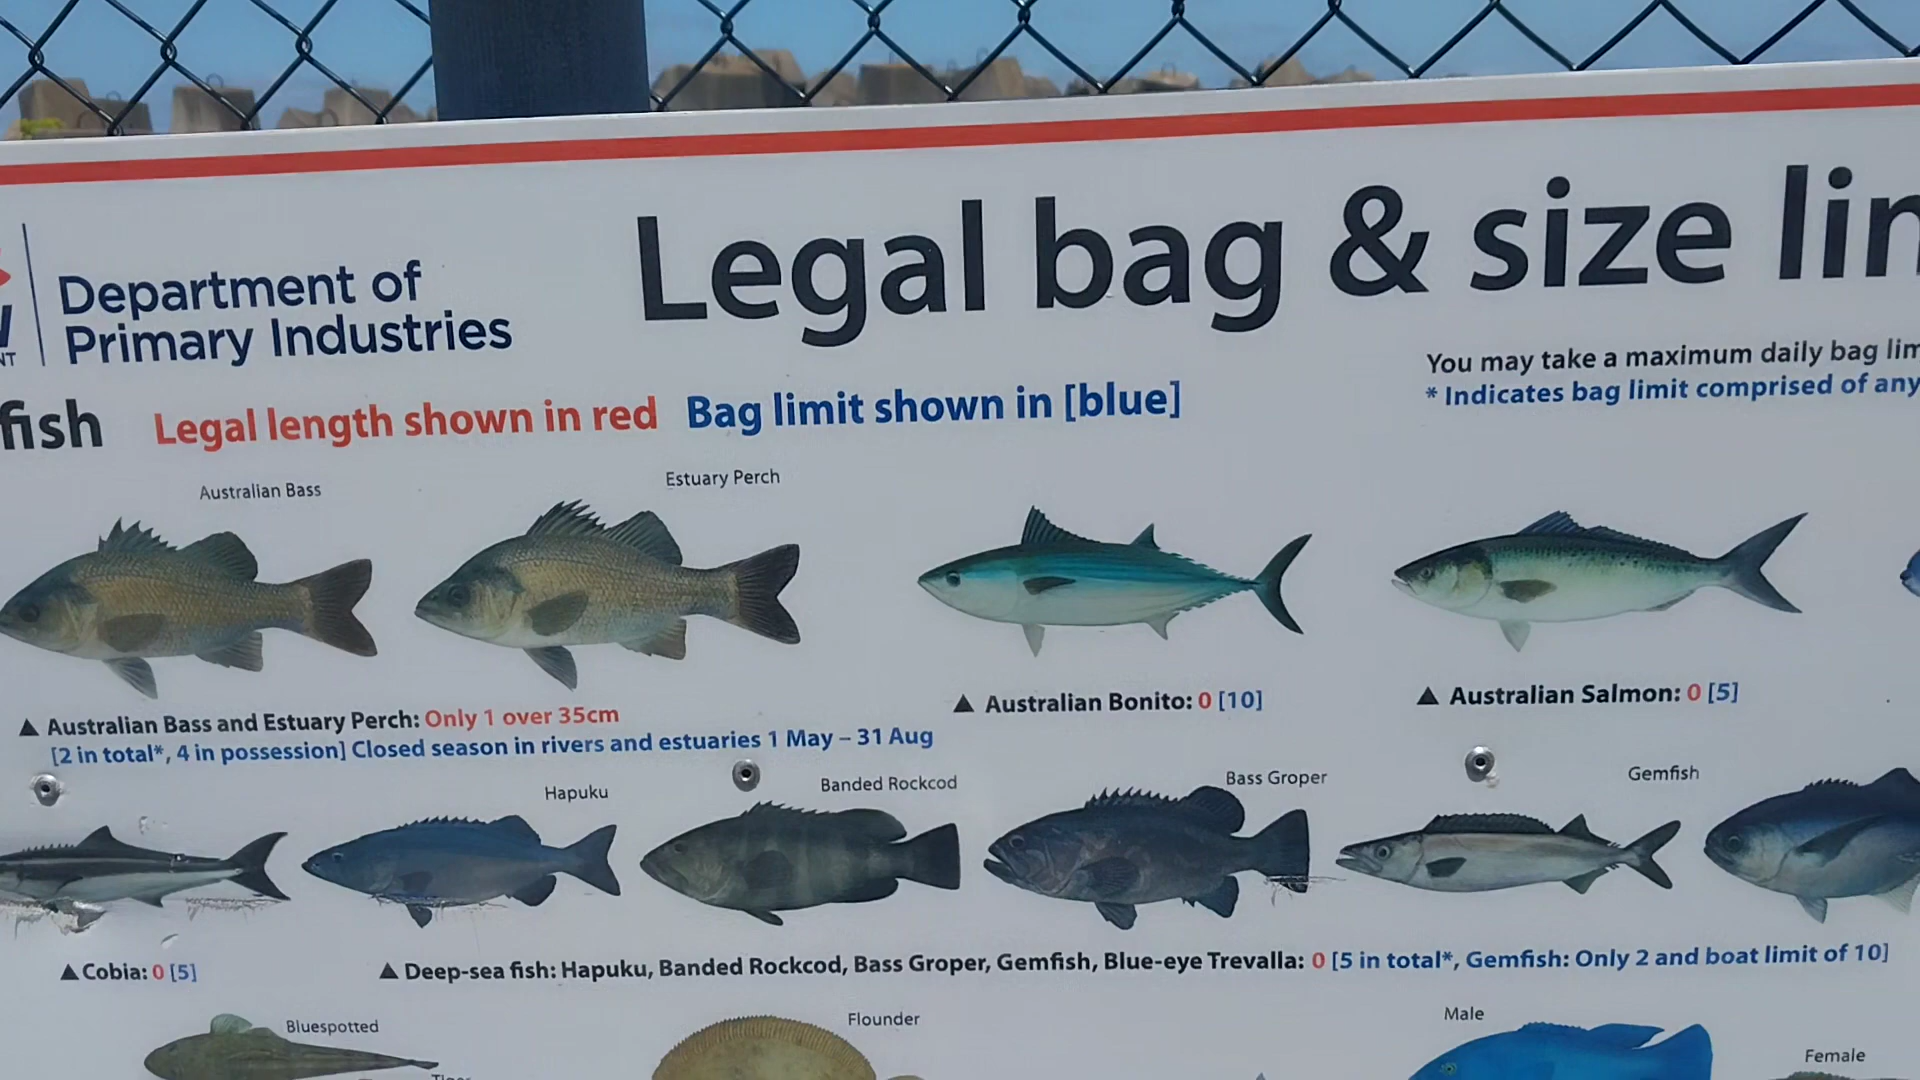 Legal bag & size
Department of
Primary Industries
You may take a maximum daily bag
* Indicates bag limit comprised of any
fish Legal length shown in red Bag limit shown in [blue]
Australian Bass
Estuary Perch
▲ Australian Bass and Estuary Perch: Only 1 over 35cm
[2 in total*, 4 in possession] Closed season in rivers and estuaries 1 May – 31 Aug
▲ Australian Bonito: 0 [10]
▲ Australian Salmon: 0 [5]
Hapuku
Banded Rockcod
Bass Groper
Gemfish
▲ Cobia: 0 [5]
▲ Deep-sea fish: Hapuku, Banded Rockcod, Bass Groper, Gemfish, Blue-eye Trevalla: 0 [5 in total*, Gemfish: Only 2 and boat limit of 10]
Bluespotted
Flounder
Male
Female